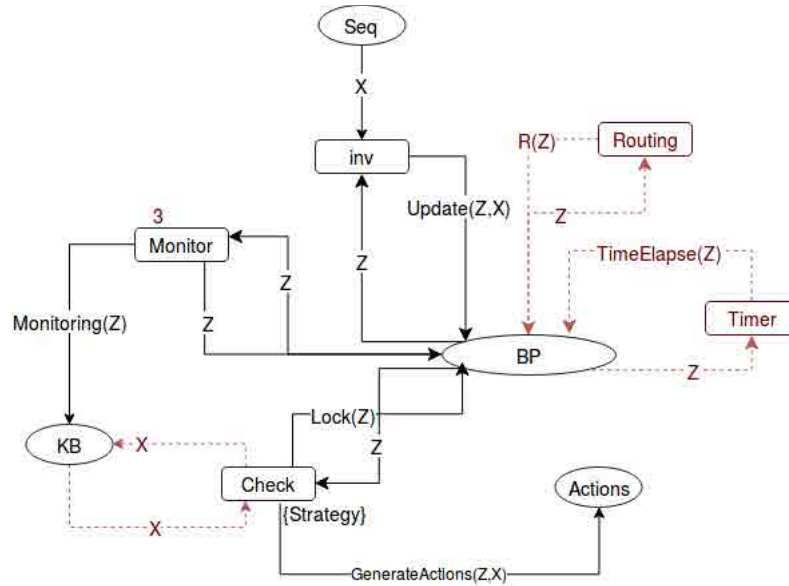 Seq
X
R(Z)
Routing
inv
Update(Z,X)
Z
3
Monitor
Z
TimeElapse(Z)
Z
Z
Monitoring(Z)
Timer
BP
Z
Lock(Z)
KB
X
Z
Check
Actions
{Strategy}
X
GenerateActions(Z,X)